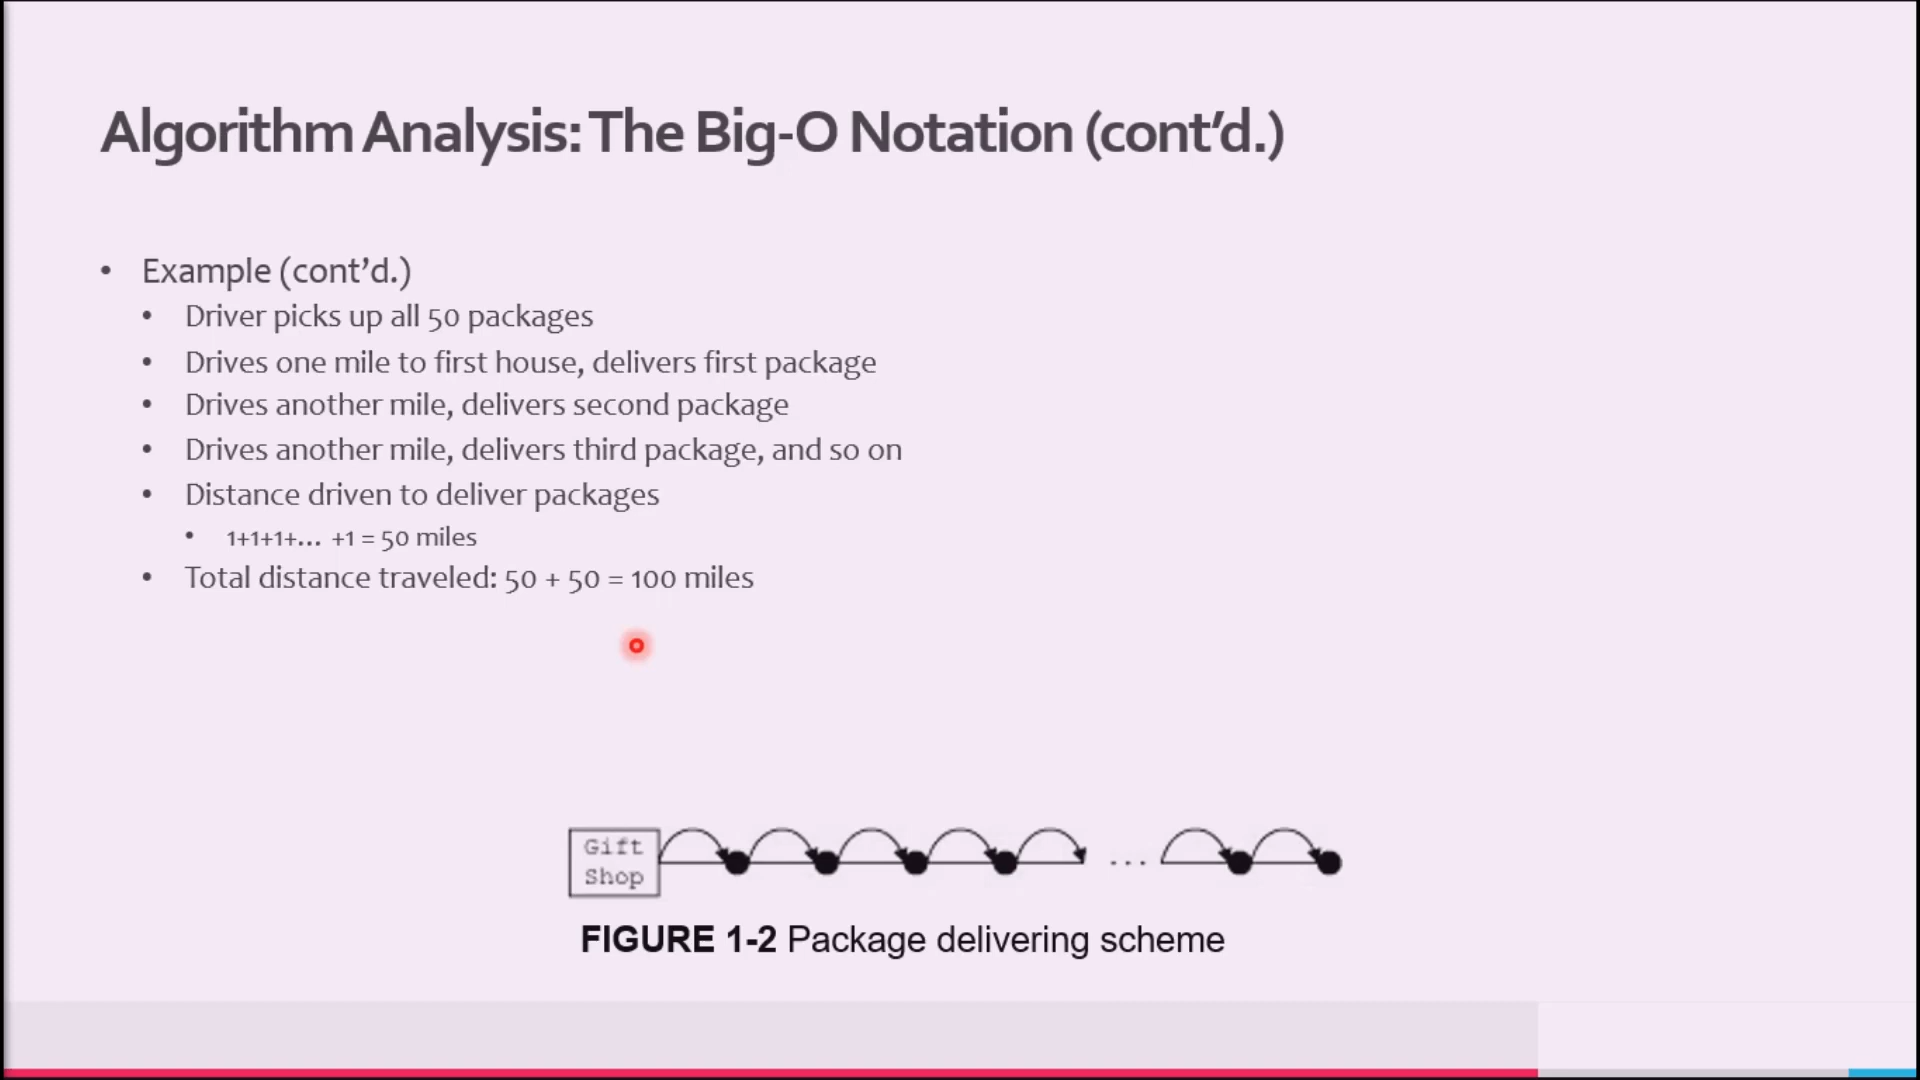 Algorithm Analysis: The Big-O Notation (cont’d.)
• Example (cont’d.)
• Driver picks up all 50 packages
• Drives one mile to first house, delivers first package
• Drives another mile, delivers second package
• Drives another mile, delivers third package, and so on
• Distance driven to deliver packages
• 1+1+1+… +1 = 50 miles
• Total distance traveled: 50 + 50 = 100 miles
Gift
Shop
...
FIGURE 1-2 Package delivering scheme